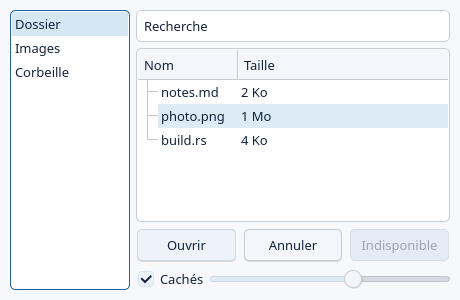 Dossier
Images
Corbeille
Recherche
Nom Taille
notes.md 2 Ko
photo.png 1 Mo
build.rs 4 Ko
Ouvrir Annuler Indisponible
Cachés